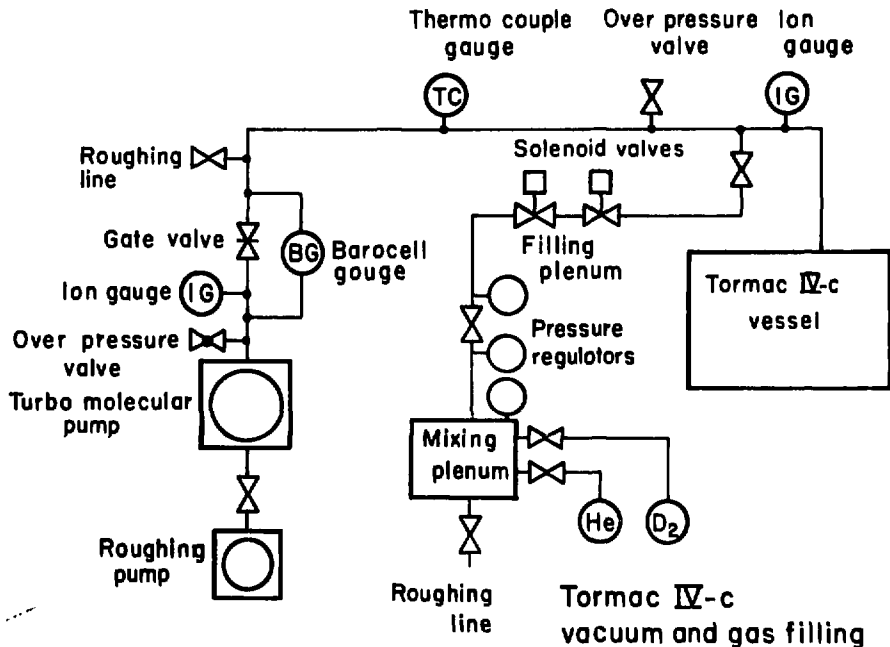 Thermo couple
gauge
Over pressure
valve
Ion
gauge
TC
IG
Roughing
line
Solenoid valves
Gate valve
BG
Barocell
gouge
Filling
plenum
Tormac IV-c
vessel
Ion gauge
IG
Over pressure
valve
Pressure
regulotors
Turbo molecular
pump
Mixing
plenum
He
D2
Roughing
pump
Roughing
line
Tormac IV-c
vacuum and gas filling